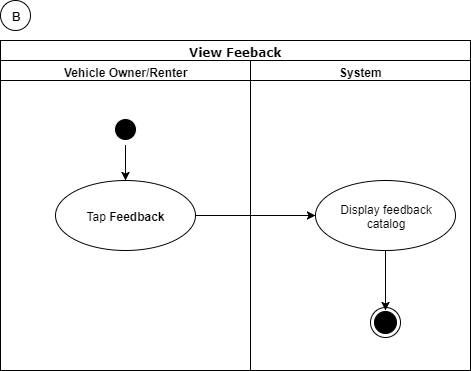 B
View Feeback
Vehicle Owner/Renter
System
Tap Feedback
Display feedback
catalog